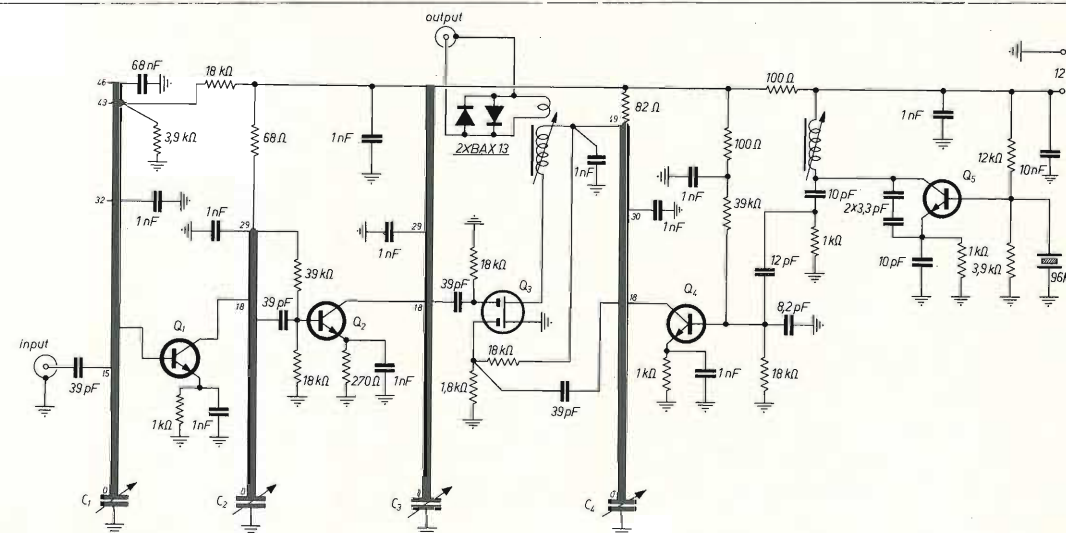 output
12
46
68 nF
43
18 kΩ
3,9 kΩ
32
1 nF
68 Ω
1 nF
2XBAX 13
49
82 Ω
1 nF
100 Ω
100 Ω
1 nF
12 kΩ
10 nF
1 nF
29
39 kΩ
1 nF
29
18 kΩ
1 nF
30
1 nF
39 kΩ
10 pF
2X3,3 pF
Q5
1 kΩ
10 pF
1 kΩ
3,9 kΩ
96
12 pF
8,2 pF
18
39 pF
Q1
Q2
18
39 pF
Q3
18
Q4
input
15
39 pF
1 kΩ
1 nF
18 kΩ
270 Ω
1 nF
18 kΩ
1,8 kΩ
39 pF
1 kΩ
1 nF
18 kΩ
C1
0
C2
0
C3
0
C4
0